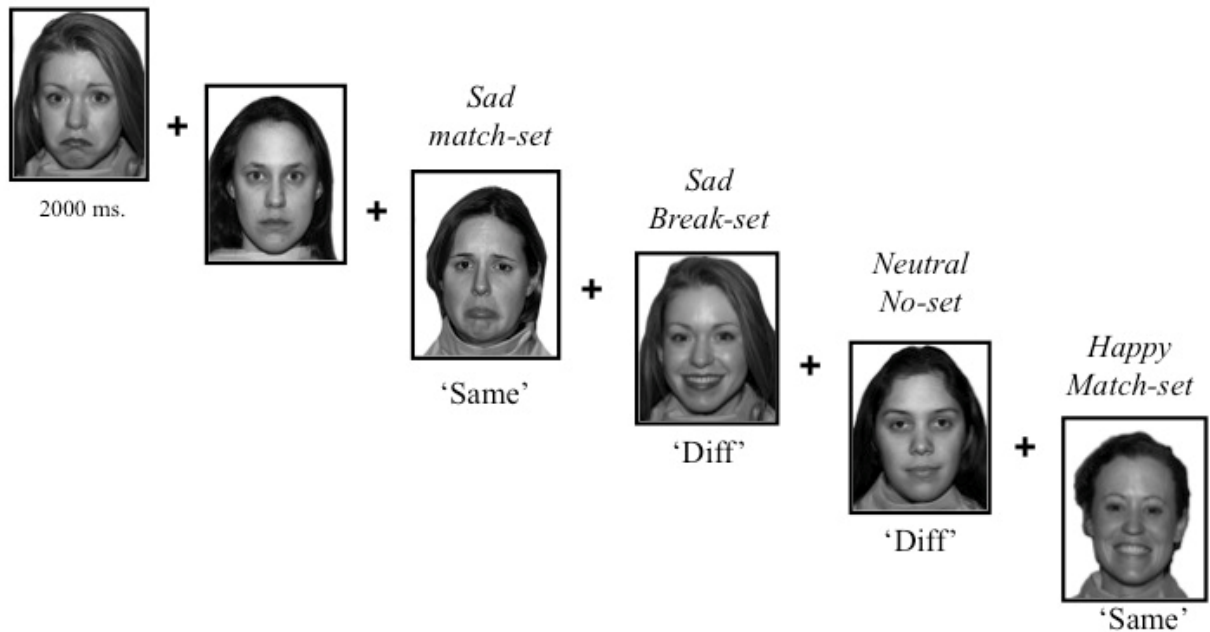 2000 ms.
+
+
Sad
match-set
'Same'
+
Sad
Break-set
‘Diff’
+
Neutral
No-set
‘Diff’
+
Happy
Match-set
‘Same’